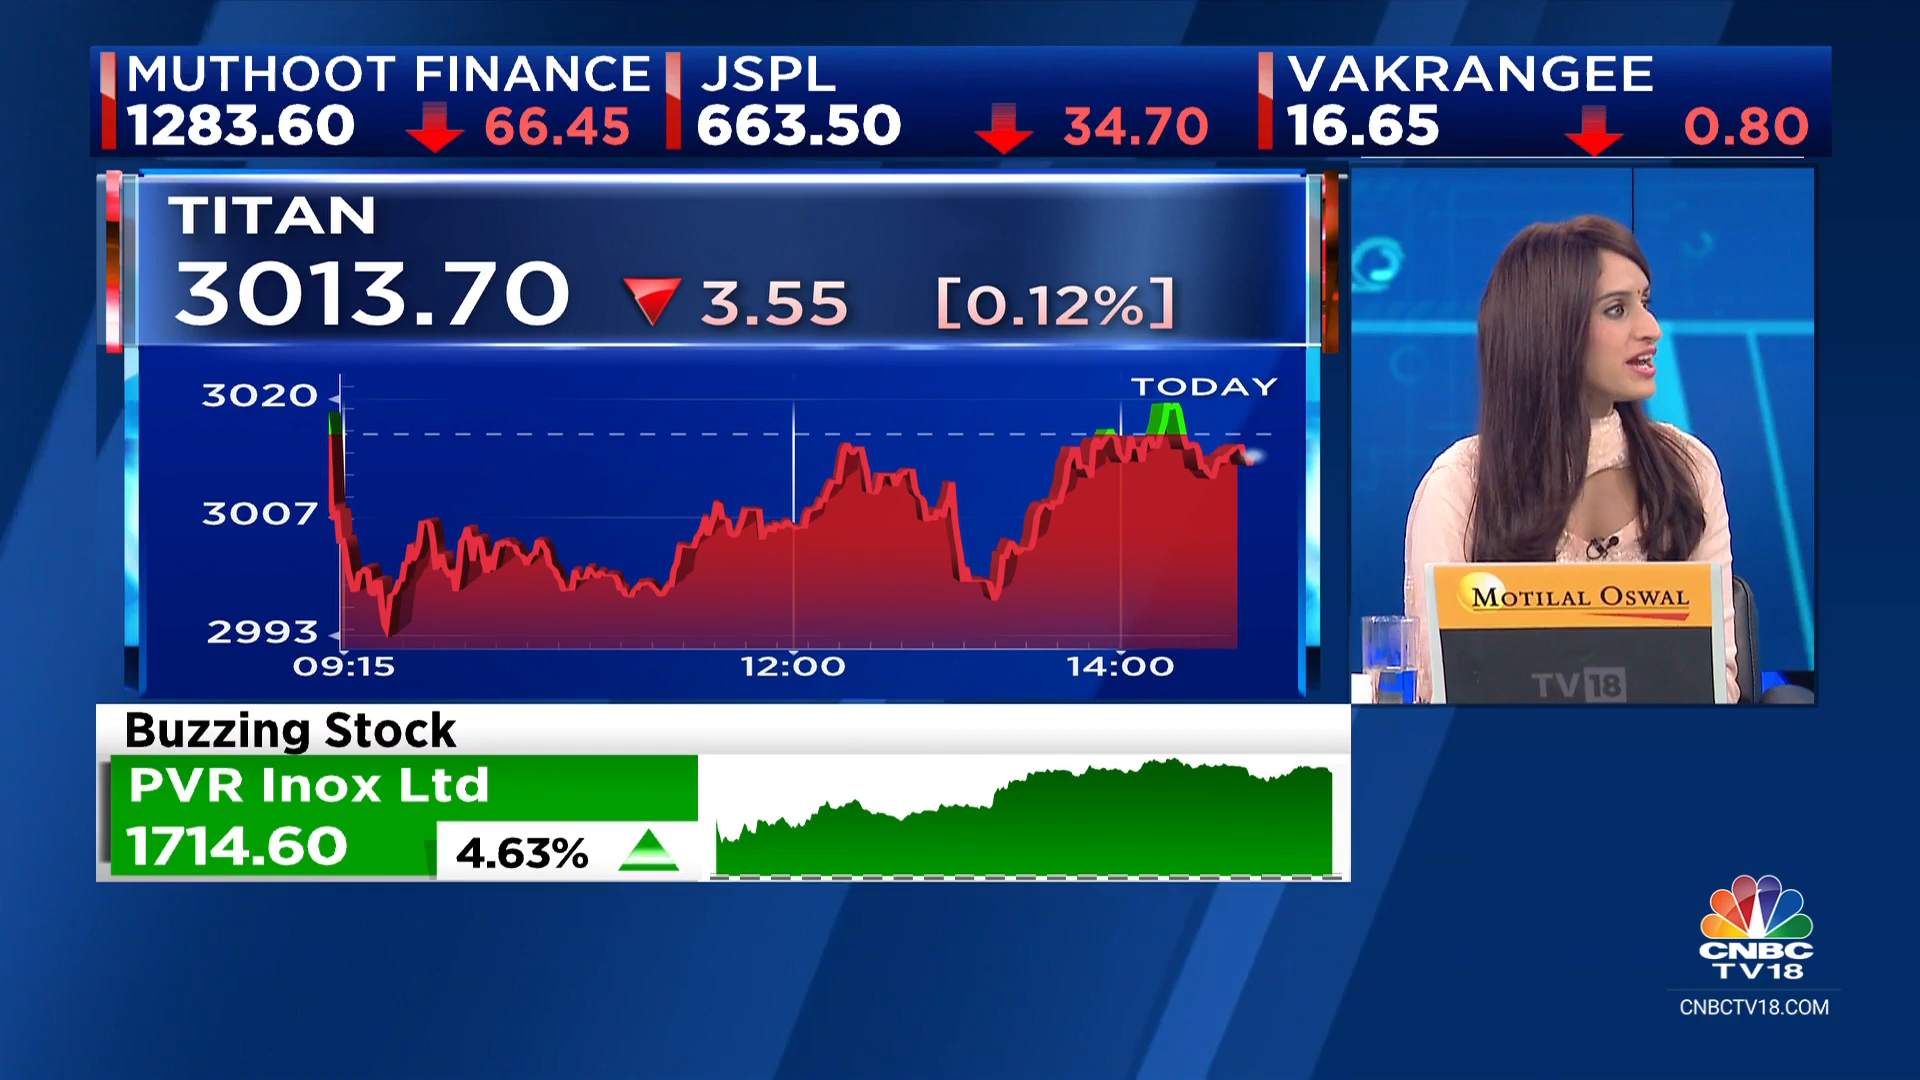 MUTHOOT FINANCE
1283.60 66.45
JSPL
663.50 34.70
VAKRANGEE
16.65 0.80
TITAN
3013.70 3.55 [0.12%]
TODAY
3020
3007
2993
09:15 12:00 14:00
MOTILAL OSWAL
TV18
Buzzing Stock
PVR Inox Ltd
1714.60 4.63%
CNBC
TV18
CNBCTV18.COM